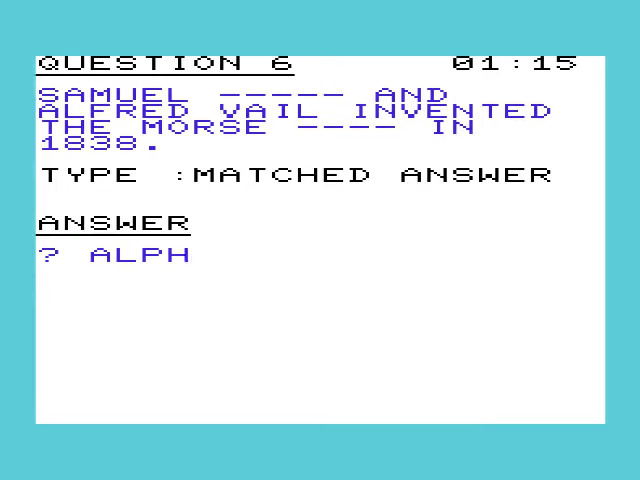 QUESTION 6 01:15
SAMUEL ----- AND
ALFRED VAIL INVENTED
THE MORSE ---- IN
1838.
TYPE :MATCHED ANSWER
ANSWER
? ALPH